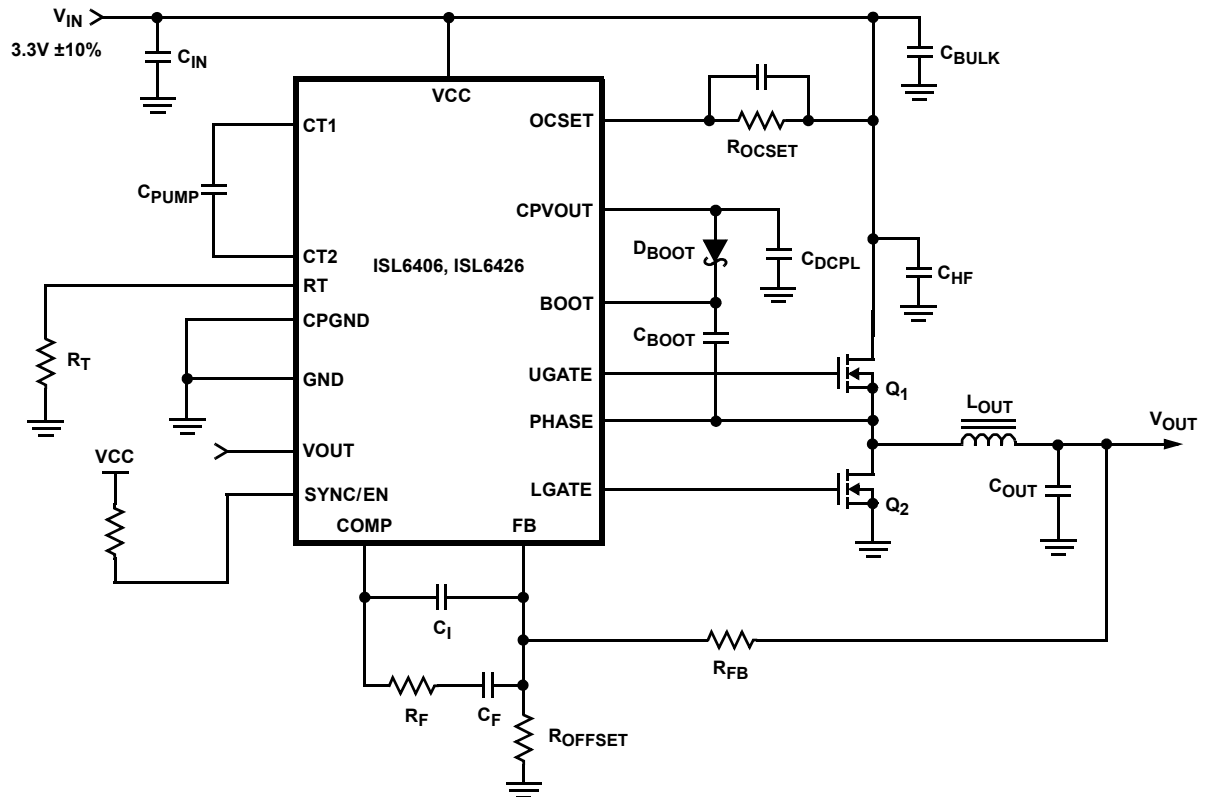 VIN
3.3V ±10%
CIN
CBULK
VCC
CT1
OCSET
ROCSET
CPUMP
CPVOUT
DBOOT
CDCPL
CT2
ISL6406, ISL6426
CHF
RT
BOOT
CPGND
CBOOT
RT
GND
UGATE
Q1
PHASE
LOUT
VOUT
VCC
VOUT
SYNC/EN
LGATE
Q2
COUT
COMP
FB
CI
RFB
RF
CF
ROFFSET